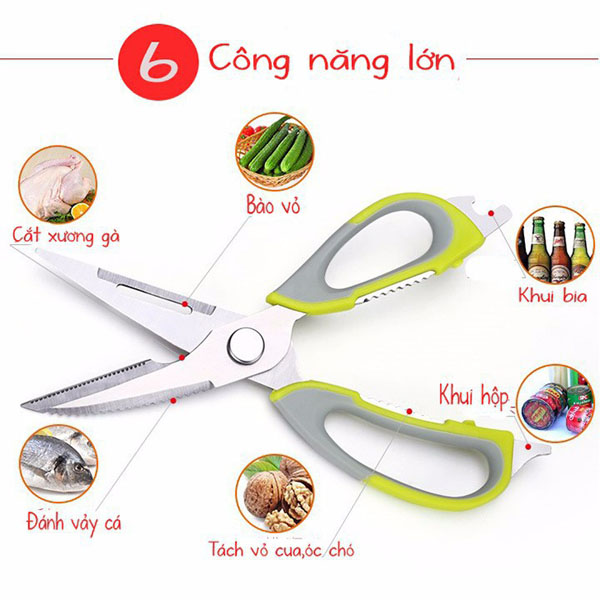 6 Công năng lớn
Cắt xương gà
Bào vỏ
Khui bia
Khui hộp
Đánh vảy cá
Tách vỏ cua,óc chó